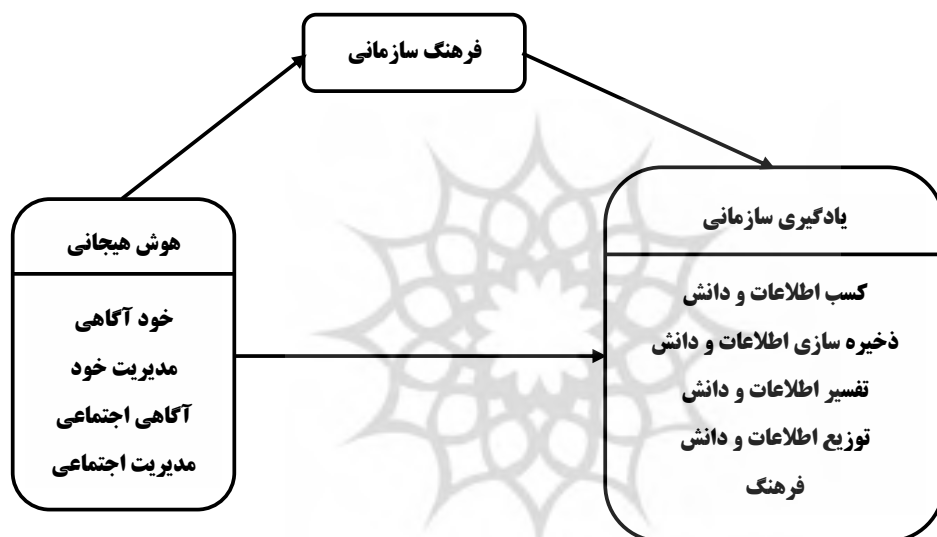 فرهنگ سازمانی
یادگیری سازمانی
کسب اطلاعات و دانش
ذخیره سازی اطلاعات و دانش
تفسیر اطلاعات و دانش
توزیع اطلاعات و دانش
فرهنگ
هوش هیجانی
خود آگاهی
مدیریت خود
آگاهی اجتماعی
مدیریت اجتماعی